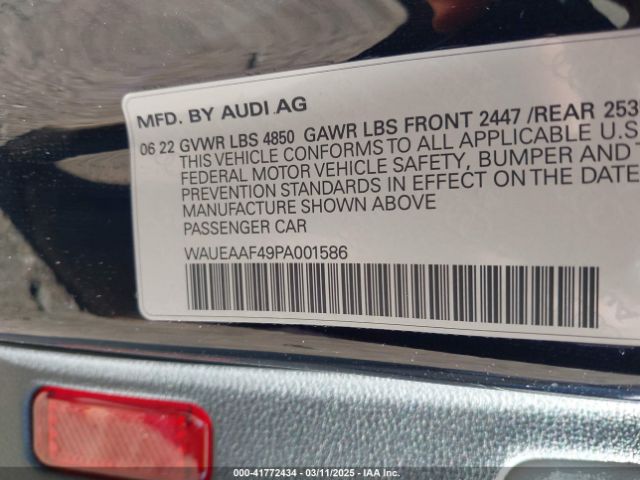 MFD. BY AUDI AG
06 22 GVWR LBS 4850 GAWR LBS FRONT 2447 /REAR 253
THIS VEHICLE CONFORMS TO ALL APPLICABLE U.S.
FEDERAL MOTOR VEHICLE SAFETY, BUMPER AND T
PREVENTION STANDARDS IN EFFECT ON THE DATE
MANUFACTURE SHOWN ABOVE
PASSENGER CAR
WAUEAAF49PA001586
000-41772434 - 03/11/2025 - IAA Inc.